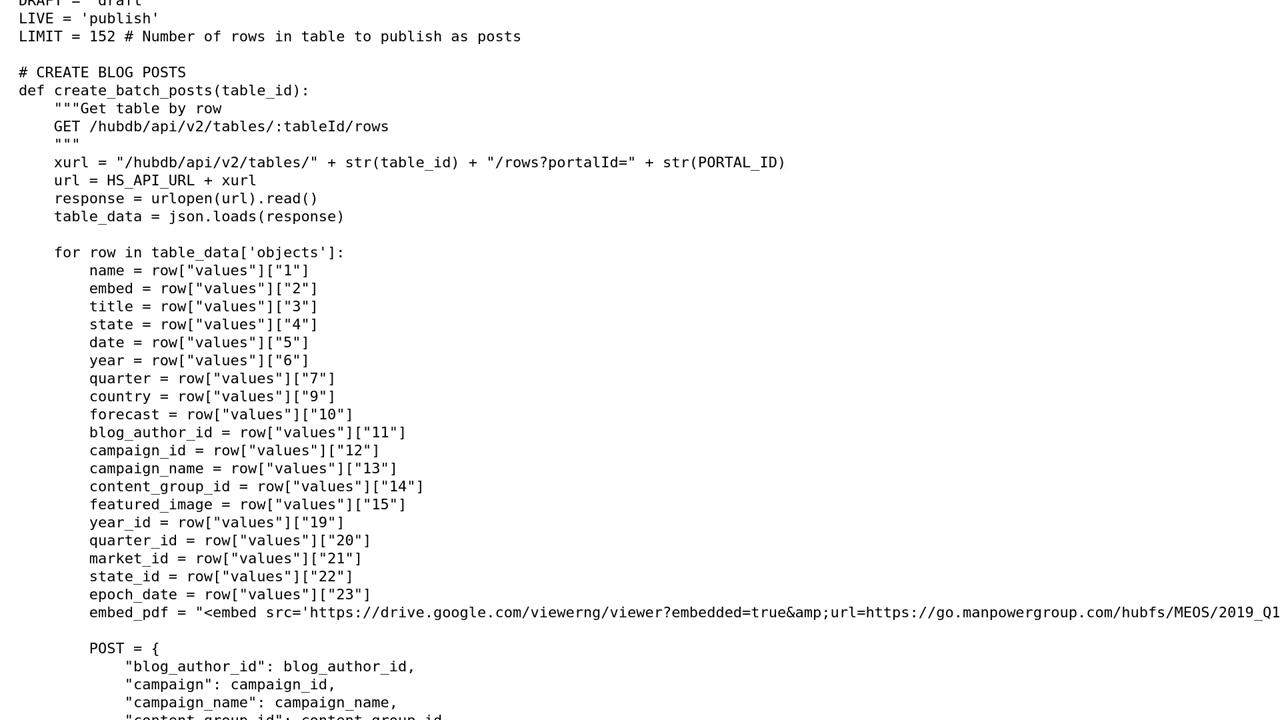 DRAFT = 'draft'
LIVE = 'publish'
LIMIT = 152 # Number of rows in table to publish as posts
# CREATE BLOG POSTS
def create_batch_posts(table_id):
"""Get table by row
GET /hubdb/api/v2/tables/:tableId/rows
"""
xurl = "/hubdb/api/v2/tables/" + str(table_id) + "/rows?portalId=" + str(PORTAL_ID)
url = HS_API_URL + xurl
response = urlopen(url).read()
table_data = json.loads(response)
for row in table_data['objects']:
name = row["values"]["1"]
embed = row["values"]["2"]
title = row["values"]["3"]
state = row["values"]["4"]
date = row["values"]["5"]
year = row["values"]["6"]
quarter = row["values"]["7"]
country = row["values"]["9"]
forecast = row["values"]["10"]
blog_author_id = row["values"]["11"]
campaign_id = row["values"]["12"]
campaign_name = row["values"]["13"]
content_group_id = row["values"]["14"]
featured_image = row["values"]["15"]
year_id = row["values"]["19"]
quarter_id = row["values"]["20"]
market_id = row["values"]["21"]
state_id = row["values"]["22"]
epoch_date = row["values"]["23"]
embed_pdf = "<embed src='https://drive.google.com/viewerng/viewer?embedded=true&amp;url=https://go.manpowergroup.com/hubfs/MEOS/2019_Q1
POST = {
"blog_author_id": blog_author_id,
"campaign": campaign_id,
"campaign_name": campaign_name,
"content_group_id": content_group_id